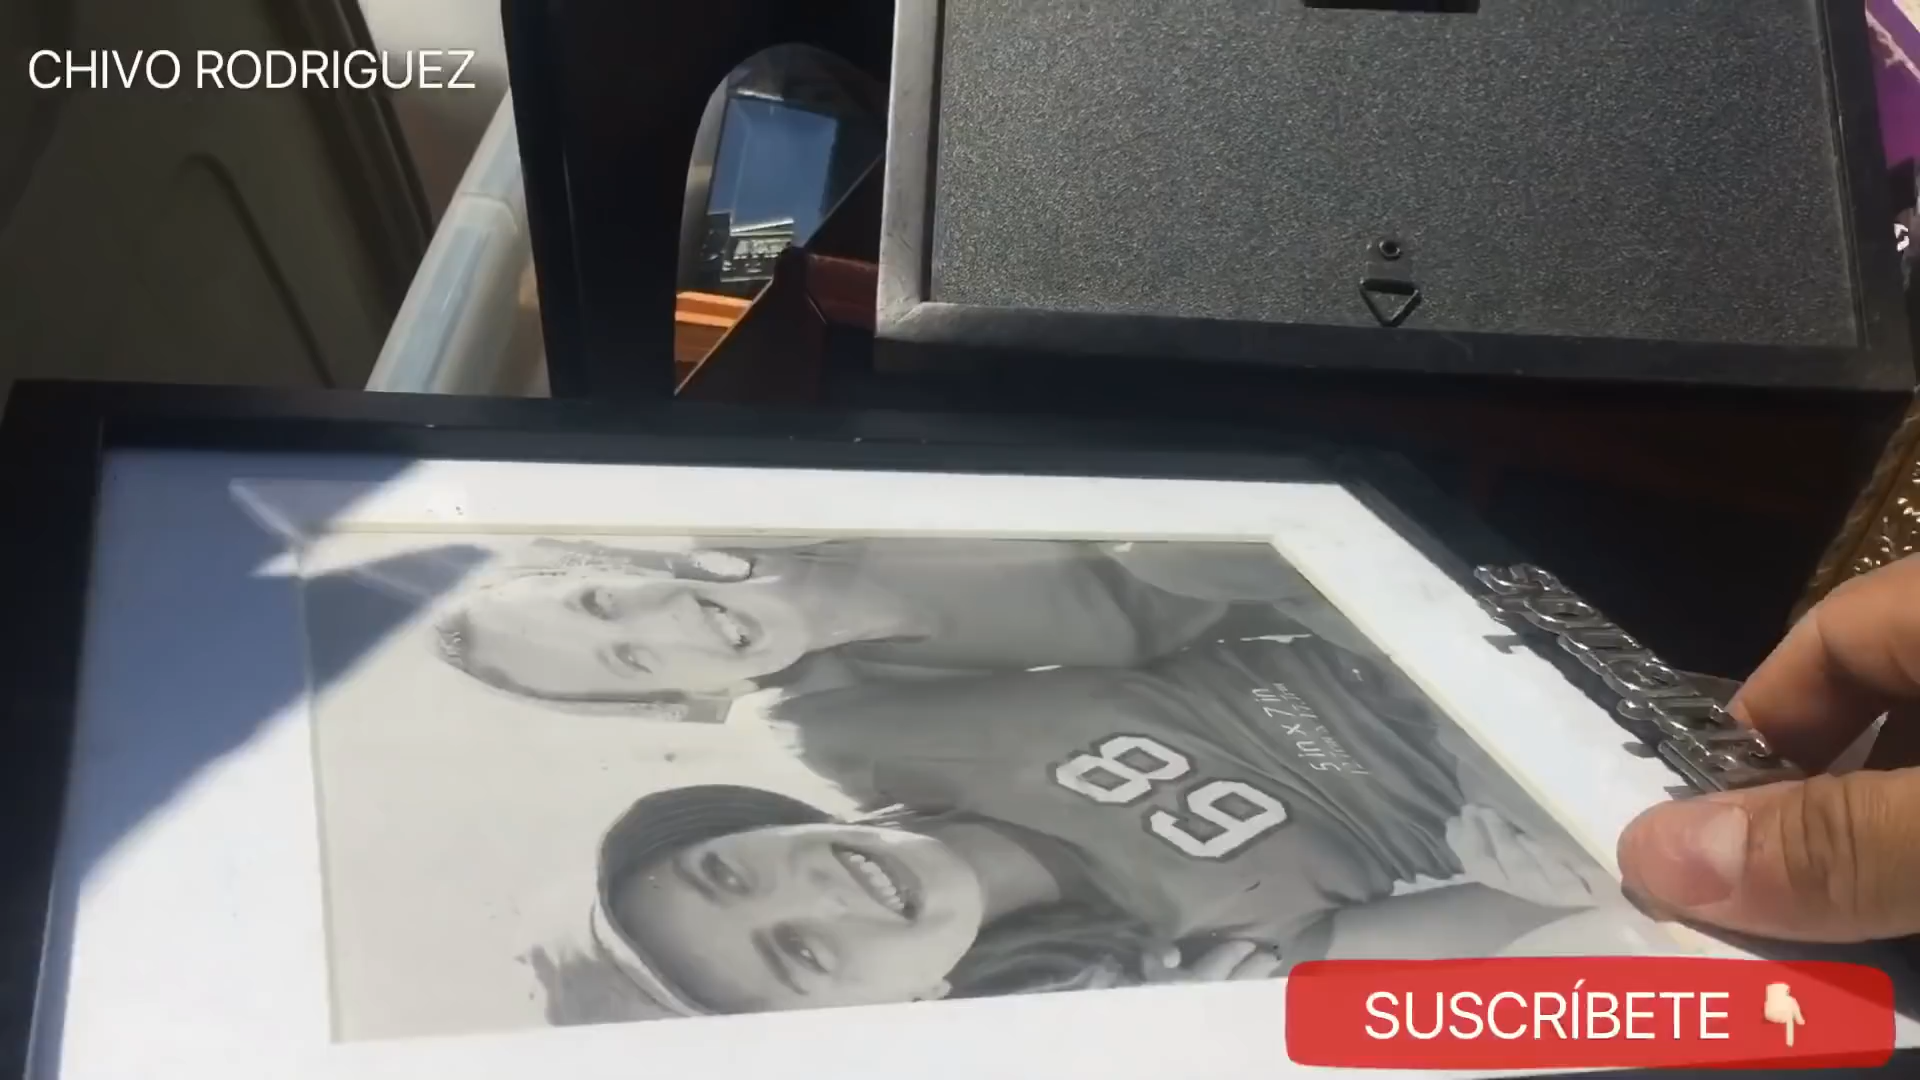 CHIVO RODRIGUEZ
5 in x 7 in
89
SUSCRÍBETE 👇🏻